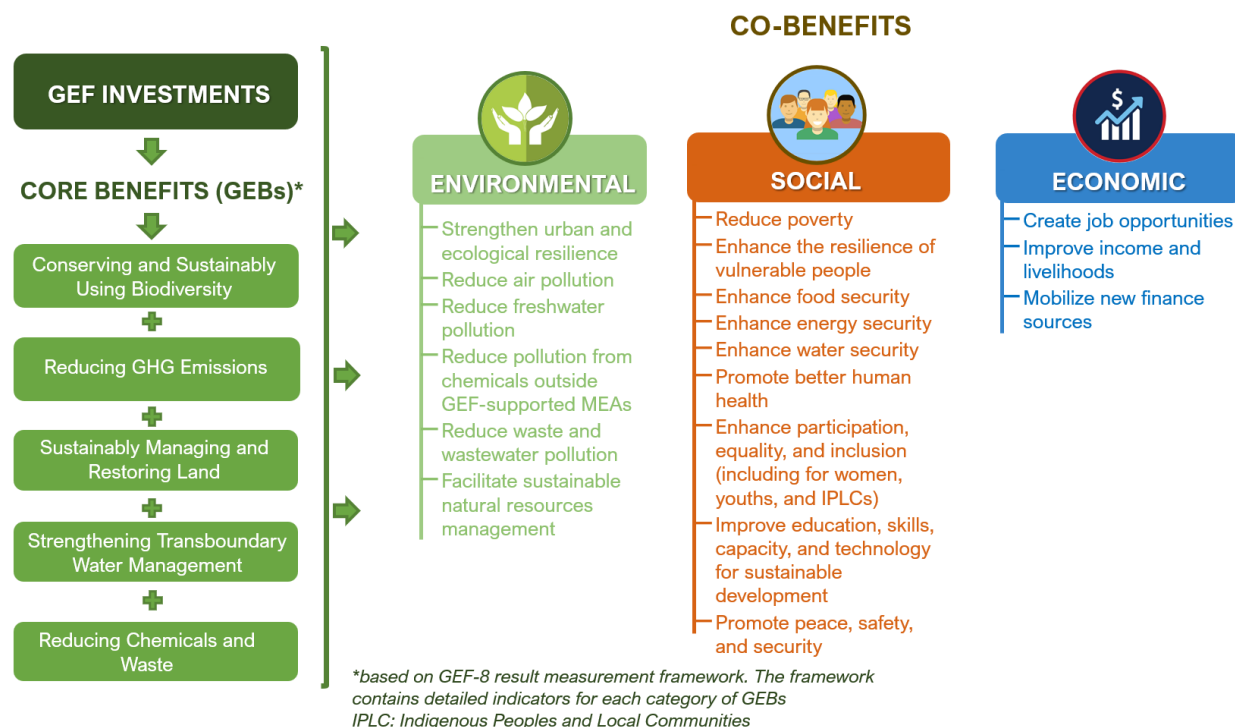 CO-BENEFITS
GEF INVESTMENTS
CORE BENEFITS (GEBs)*
Conserving and Sustainably
Using Biodiversity
Reducing GHG Emissions
Sustainably Managing and
Restoring Land
Strengthening Transboundary
Water Management
Reducing Chemicals and
Waste
ENVIRONMENTAL
Strengthen urban and
ecological resilience
Reduce air pollution
Reduce freshwater
pollution
Reduce pollution from
chemicals outside
GEF-supported MEAs
Reduce waste and
wastewater pollution
Facilitate sustainable
natural resources
management
SOCIAL
Reduce poverty
Enhance the resilience of
vulnerable people
Enhance food security
Enhance energy security
Enhance water security
Promote better human
health
Enhance participation,
equality, and inclusion
(including for women,
youths, and IPLCs)
Improve education, skills,
capacity, and technology
for sustainable
development
Promote peace, safety,
and security
$
ECONOMIC
Create job opportunities
Improve income and
livelihoods
Mobilize new finance
sources
*based on GEF-8 result measurement framework. The framework
contains detailed indicators for each category of GEBs
IPLC: Indigenous Peoples and Local Communities